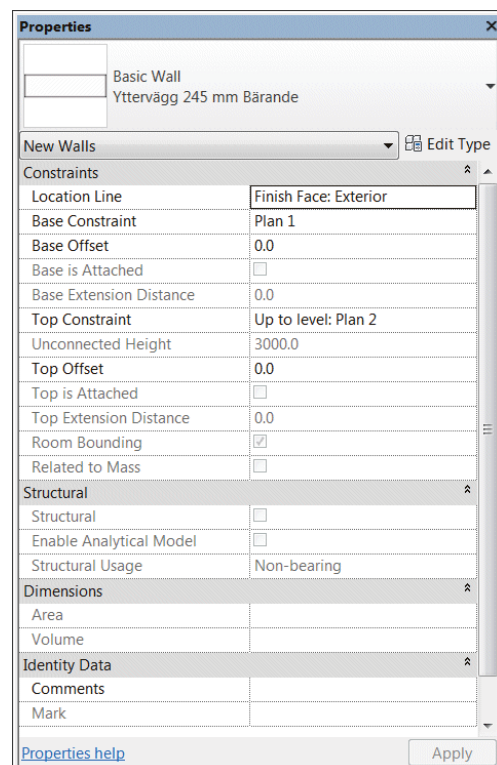 Properties
Basic Wall
Yttervägg 245 mm Bärande
New Walls Edit Type
Constraints
Location Line Finish Face: Exterior
Base Constraint Plan 1
Base Offset 0.0
Base is Attached
Base Extension Distance 0.0
Top Constraint Up to level: Plan 2
Unconnected Height 3000.0
Top Offset 0.0
Top is Attached
Top Extension Distance 0.0
Room Bounding
Related to Mass
Structural
Structural
Enable Analytical Model
Structural Usage Non-bearing
Dimensions
Area
Volume
Identity Data
Comments
Mark
Properties help Apply